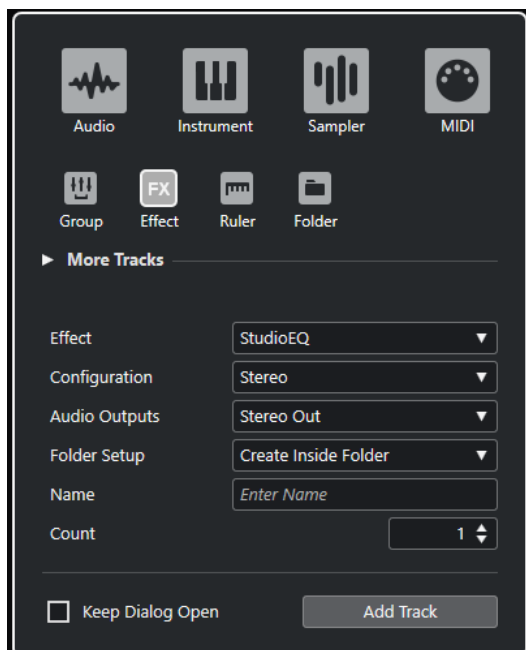 Audio Instrument Sampler MIDI
FX
Group Effect Ruler Folder
More Tracks
Effect StudioEQ
Configuration Stereo
Audio Outputs Stereo Out
Folder Setup Create Inside Folder
Name Enter Name
Count 1
Keep Dialog Open Add Track